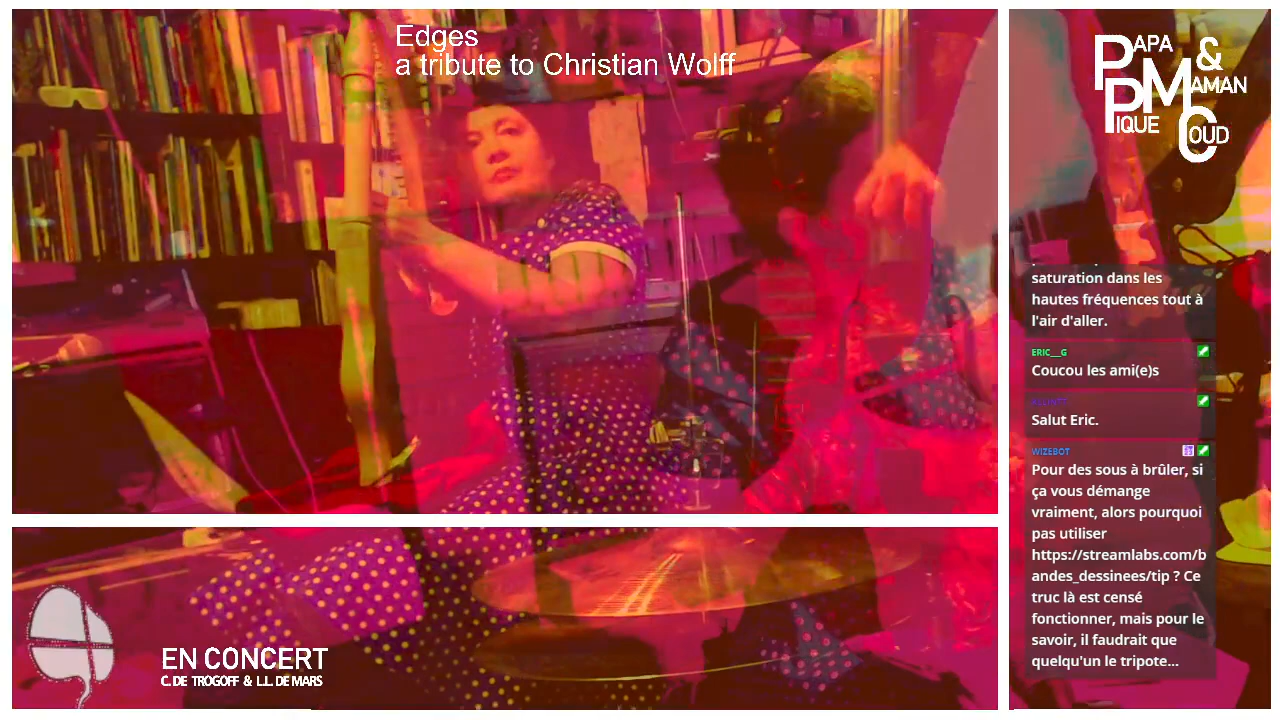 Edges
a tribute to Christian Wolff
PAPA &
MAMAN
PIQUE
COUD
saturation dans les
hautes fréquences tout à
l'air d'aller.
ERIC__G
Coucou les ami(e)s
Salut Eric.
WIZEBOT
Pour des sous à brûler, si
ça vous démange
vraiment, alors pourquoi
pas utiliser
https://streamlabs.com/b
andes_dessinees/tip ? Ce
truc là est censé
fonctionner, mais pour le
savoir, il faudrait que
quelqu'un le tripote...
EN CONCERT
C. DE TROGOFF & L.L. DE MARS